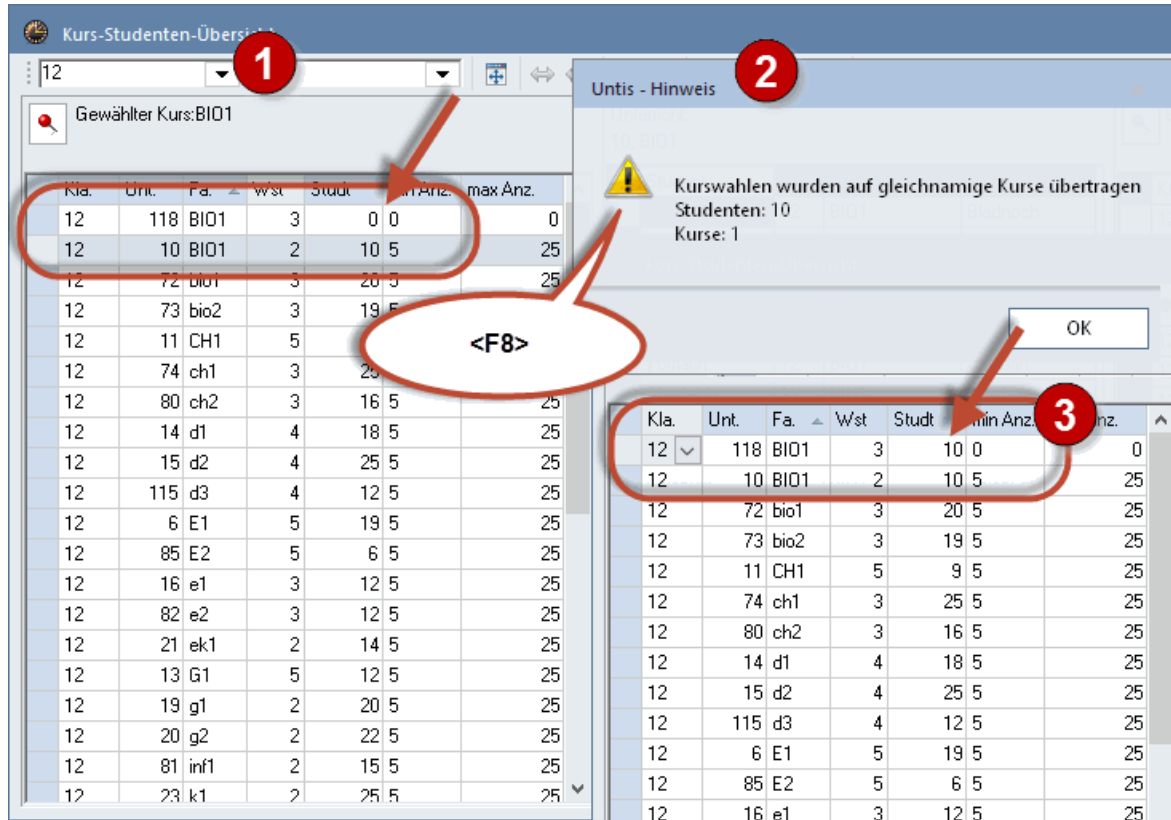 Kurs-Studenten-Übersi
1
12
Gewählter Kurs:BIO1
Kla. Unt. Fa. Wst Studt Anz. max Anz.
12 118 BIO1 3 0 0 0
12 10 BIO1 2 10 5 25
12 72 bio1 3 20 5 25
12 73 bio2 3 19 5
12 11 CH1 5
12 74 ch1 3 25
12 80 ch2 3 16 5 25
12 14 d1 4 18 5 25
12 15 d2 4 25 5 25
12 115 d3 4 12 5 25
12 6 E1 5 19 5 25
12 85 E2 5 6 5 25
12 16 e1 3 12 5 25
12 82 e2 3 12 5 25
12 21 ek1 2 14 5 25
12 13 G1 5 12 5 25
12 19 g1 2 20 5 25
12 20 g2 2 22 5 25
12 81 inf1 2 15 5 25
12 23 k1 2 25 5 25
2
Untis - Hinweis
Kurswahlen wurden auf gleichnamige Kurse übertragen
Studenten: 10
Kurse: 1
<F8>
OK
3
Kla. Unt. Fa. Wst Studt min Anz. nz.
12 118 BIO1 3 10 0 0
12 10 BIO1 2 10 5 25
12 72 bio1 3 20 5 25
12 73 bio2 3 19 5 25
12 11 CH1 5 9 5 25
12 74 ch1 3 25 5 25
12 80 ch2 3 16 5 25
12 14 d1 4 18 5 25
12 15 d2 4 25 5 25
12 115 d3 4 12 5 25
12 6 E1 5 19 5 25
12 85 E2 5 6 5 25
12 16 e1 3 12 5 25